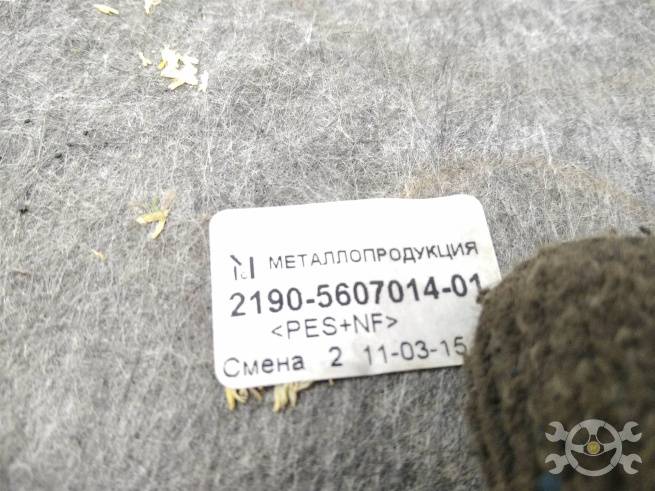 МЕТАЛЛОПРОДУКЦИЯ
2190-5607014-01
<PES+NF>
Смена 2 11-03-15